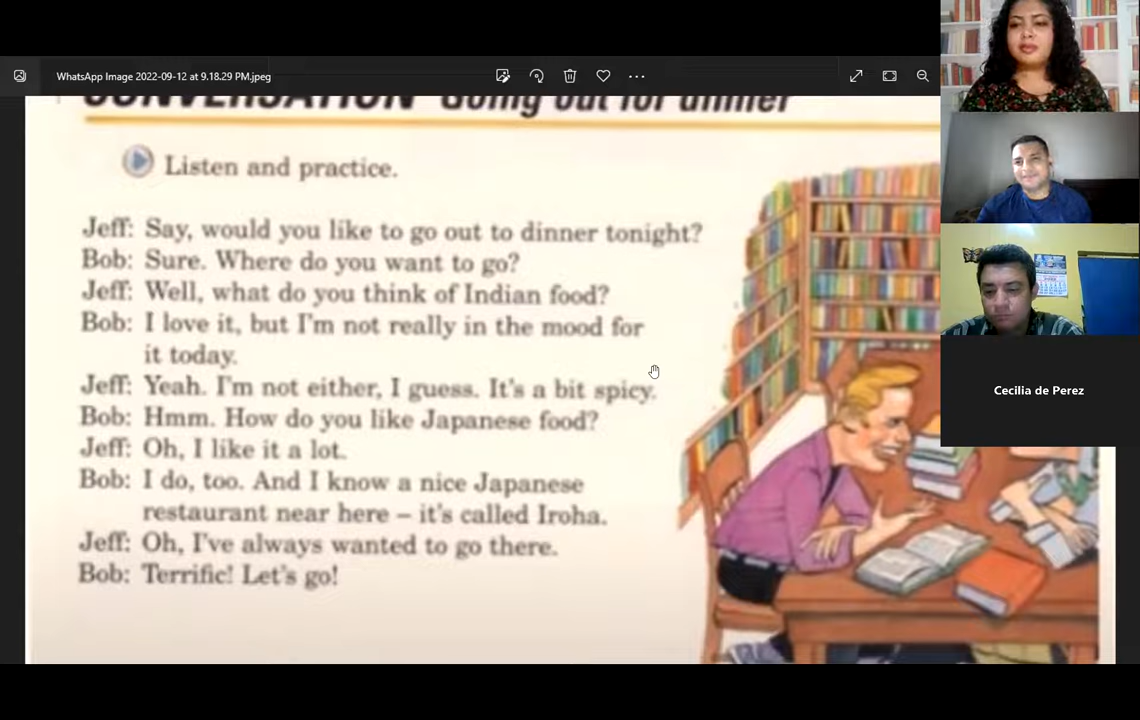 WhatsApp Image 2022-09-12 at 9.18.29 PM.jpeg
CONVERSATION Going out for dinner
Listen and practice.
Jeff: Say, would you like to go out to dinner tonight?
Bob: Sure. Where do you want to go?
Jeff: Well, what do you think of Indian food?
Bob: I love it, but I'm not really in the mood for
it today.
Jeff: Yeah. I'm not either, I guess. It's a bit spicy.
Bob: Hmm. How do you like Japanese food?
Jeff: Oh, I like it a lot.
Bob: I do, too. And I know a nice Japanese
restaurant near here – it's called Iroha.
Jeff: Oh, I've always wanted to go there.
Bob: Terrific! Let's go!
Cecilia de Perez